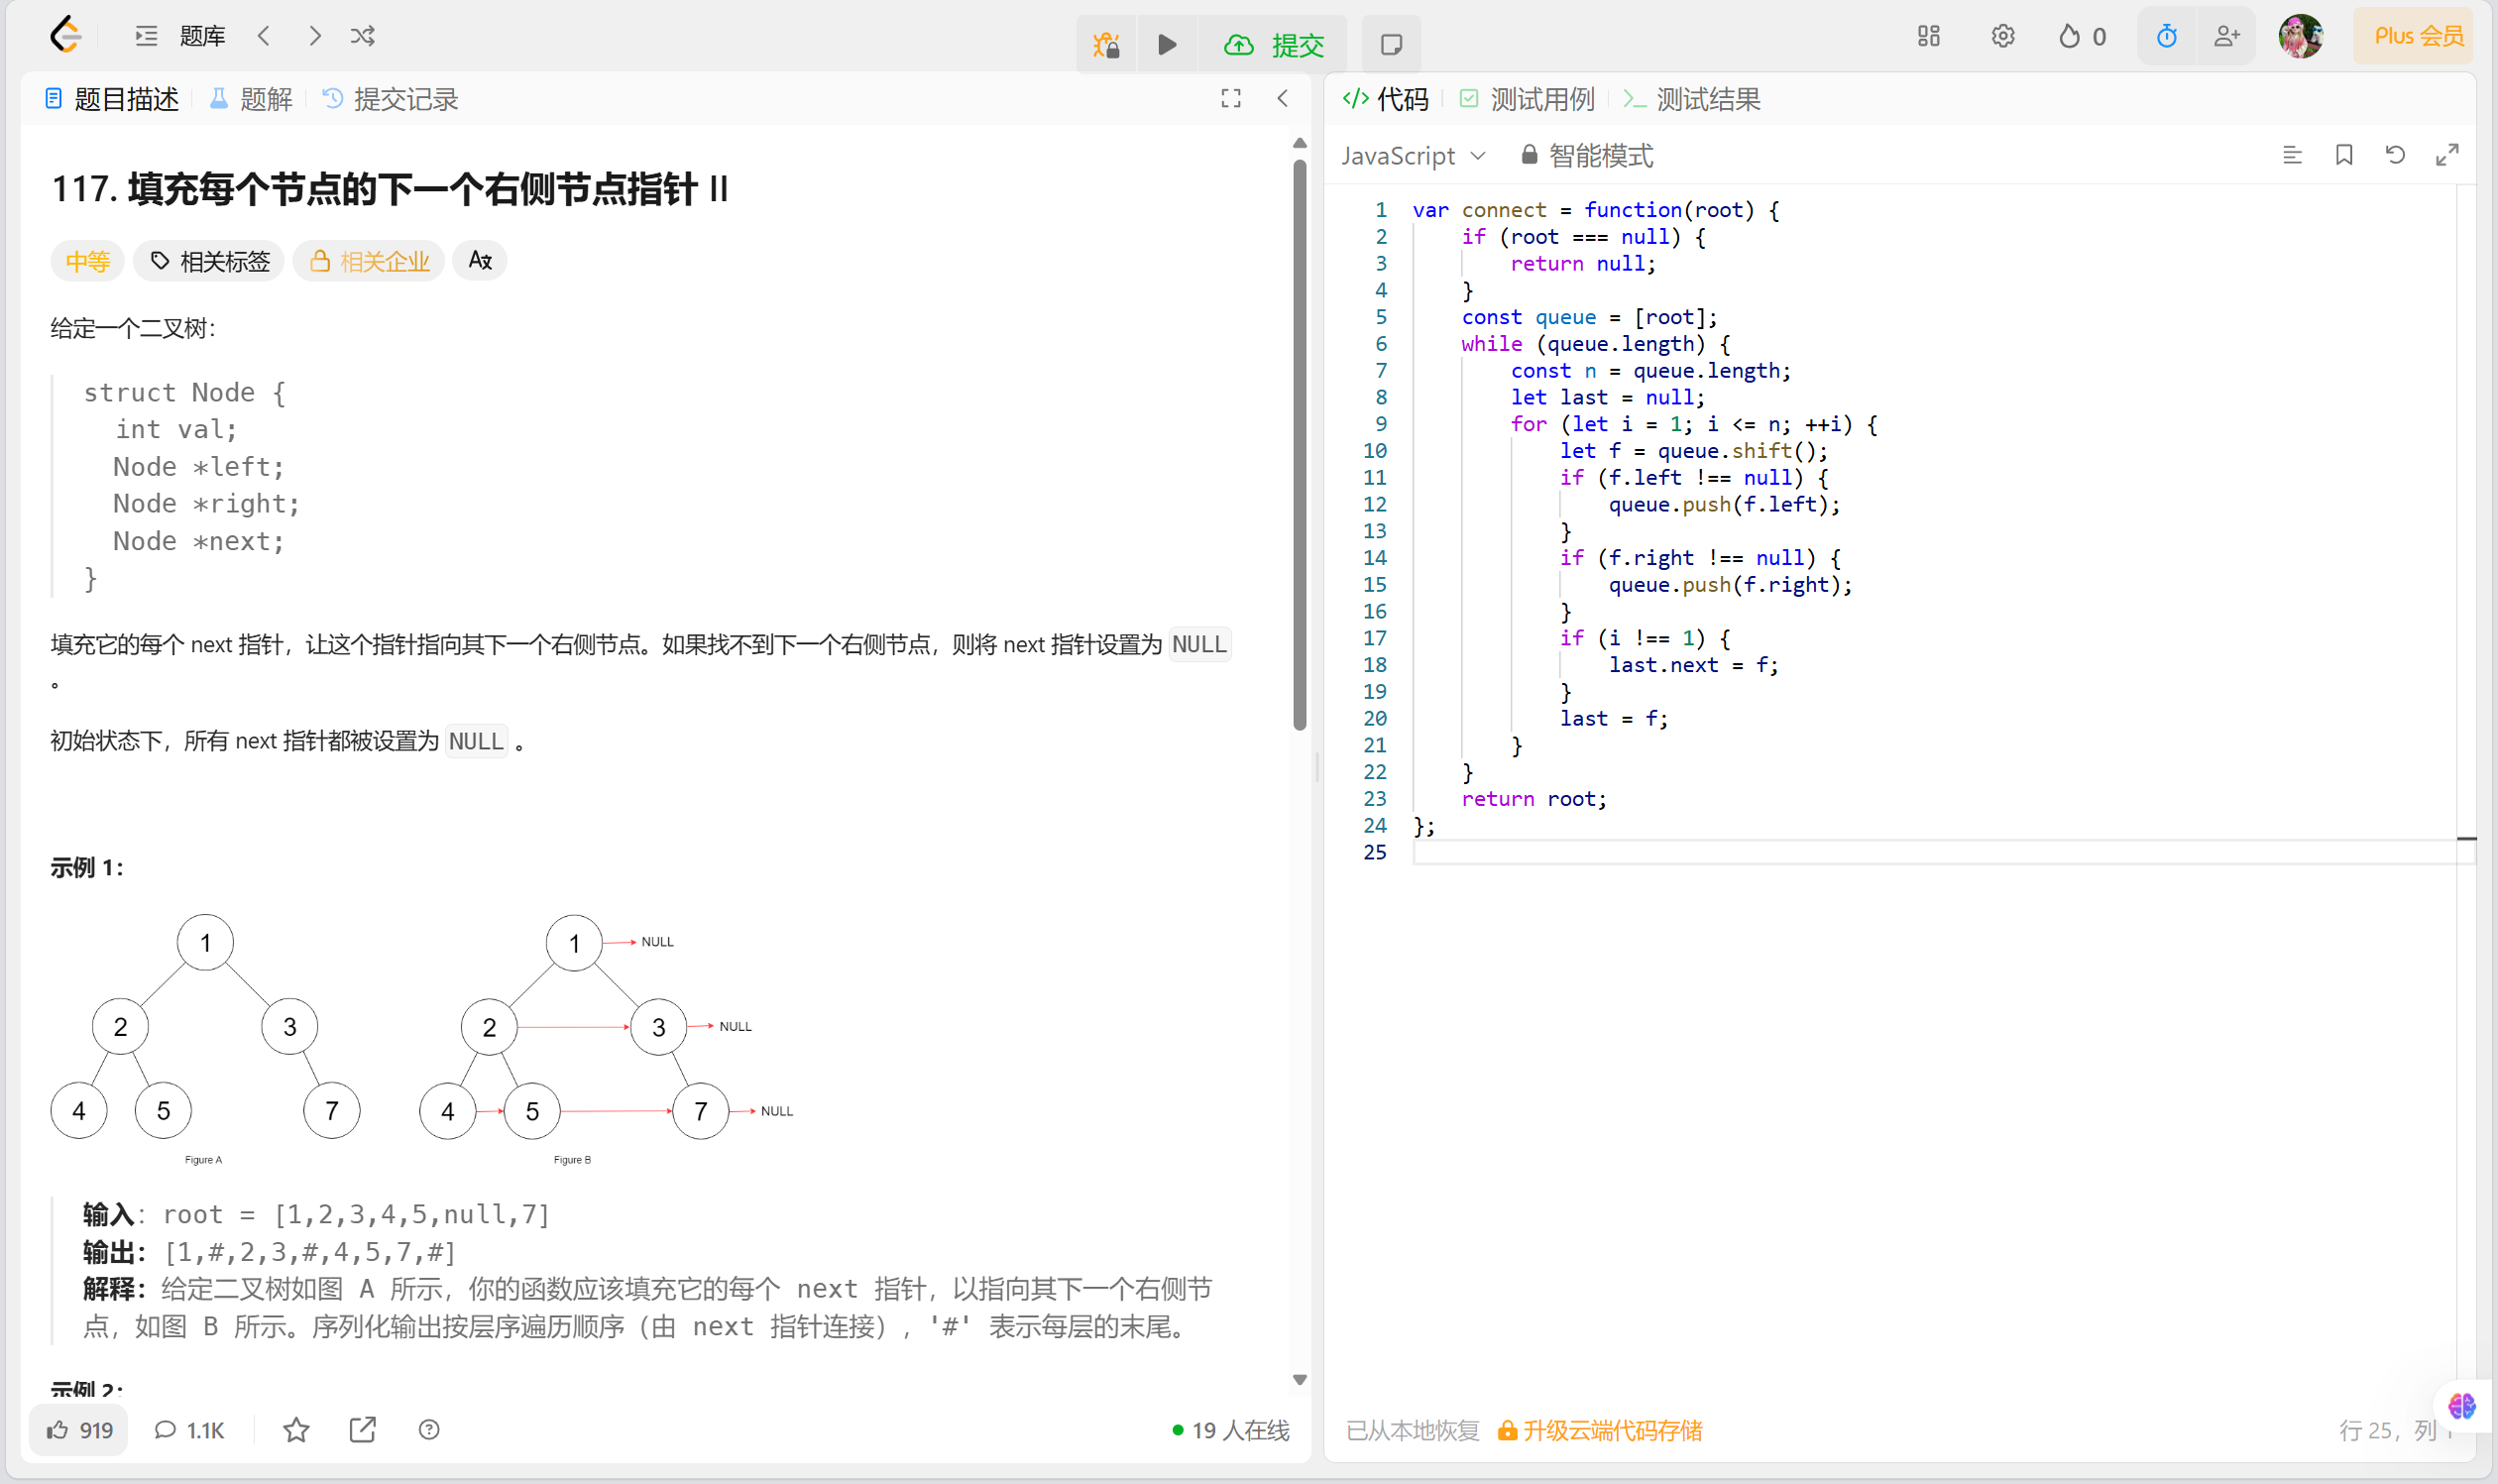 题库
提交
0
Plus 会员
题目描述
题解
提交记录
117. 填充每个节点的下一个右侧节点指针 II
中等
相关标签
相关企业
给定一个二叉树：
struct Node {
  int val;
  Node *left;
  Node *right;
  Node *next;
}
填充它的每个 next 指针，让这个指针指向其下一个右侧节点。如果找不到下一个右侧节点，则将 next 指针设置为 NULL
。
初始状态下，所有 next 指针都被设置为 NULL 。
示例 1：
1
2 3
4 5 7
Figure A
1 NULL
2 3 NULL
4 5 7 NULL
Figure B
输入：root = [1,2,3,4,5,null,7]
输出：[1,#,2,3,#,4,5,7,#]
解释：给定二叉树如图 A 所示，你的函数应该填充它的每个 next 指针，以指向其下一个右侧节
点，如图 B 所示。序列化输出按层序遍历顺序（由 next 指针连接），'#' 表示每层的末尾。
示例 2：
919
1.1K
19 人在线
代码
测试用例
测试结果
JavaScript
智能模式
1 var connect = function(root) {
2     if (root === null) {
3         return null;
4     }
5     const queue = [root];
6     while (queue.length) {
7         const n = queue.length;
8         let last = null;
9         for (let i = 1; i <= n; ++i) {
10             let f = queue.shift();
11             if (f.left !== null) {
12                 queue.push(f.left);
13             }
14             if (f.right !== null) {
15                 queue.push(f.right);
16             }
17             if (i !== 1) {
18                 last.next = f;
19             }
20             last = f;
21         }
22     }
23     return root;
24 };
25
已从本地恢复
升级云端代码存储
行 25，列